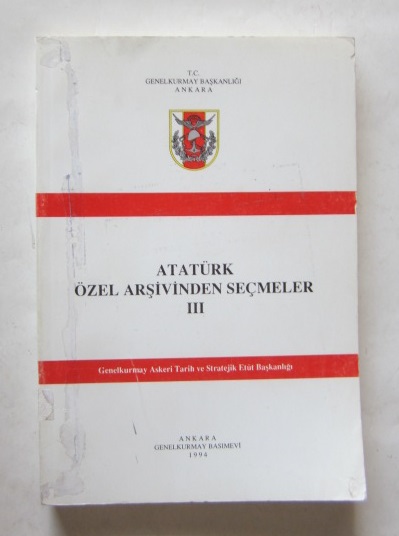 T.C.
GENELKURMAY BAŞKANLIĞI
ANKARA
ATATÜRK
ÖZEL ARŞİVİNDEN SEÇMELER
III
Genelkurmay Askeri Tarih ve Stratejik Etüt Başkanlığı
ANKARA
GENELKURMAY BASIMEVİ
1994